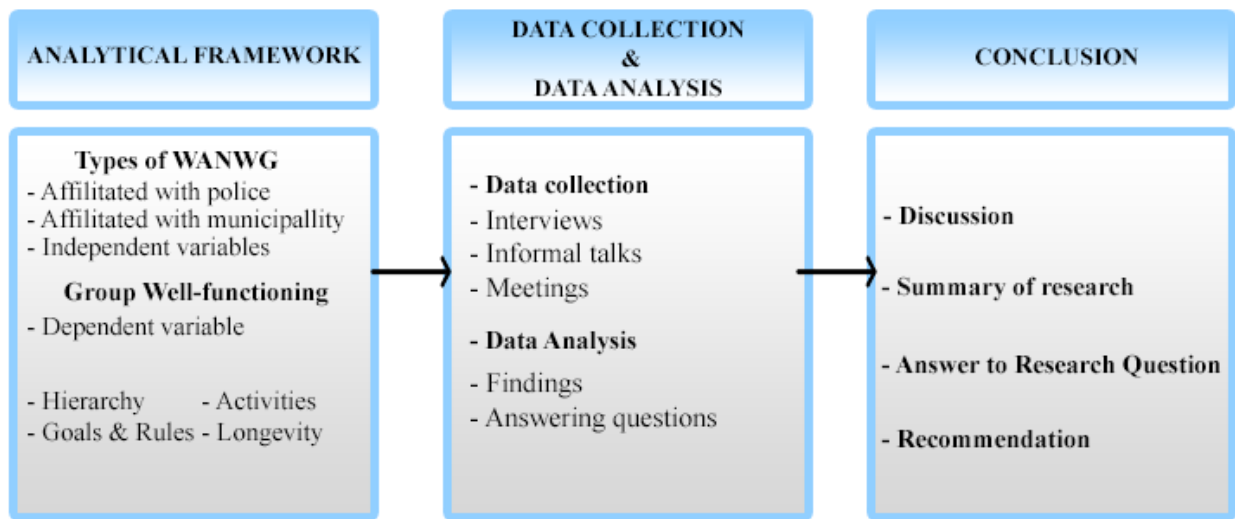 ANALYTICAL FRAMEWORK
Types of WANWG
- Affilitated with police
- Affilitated with municipallity
- Independent variables
Group Well-functioning
- Dependent variable
- Hierarchy - Activities
- Goals & Rules - Longevity
DATA COLLECTION
&
DATA ANALYSIS
- Data collection
- Interviews
- Informal talks
- Meetings
- Data Analysis
- Findings
- Answering questions
CONCLUSION
- Discussion
- Summary of research
- Answer to Research Question
- Recommendation